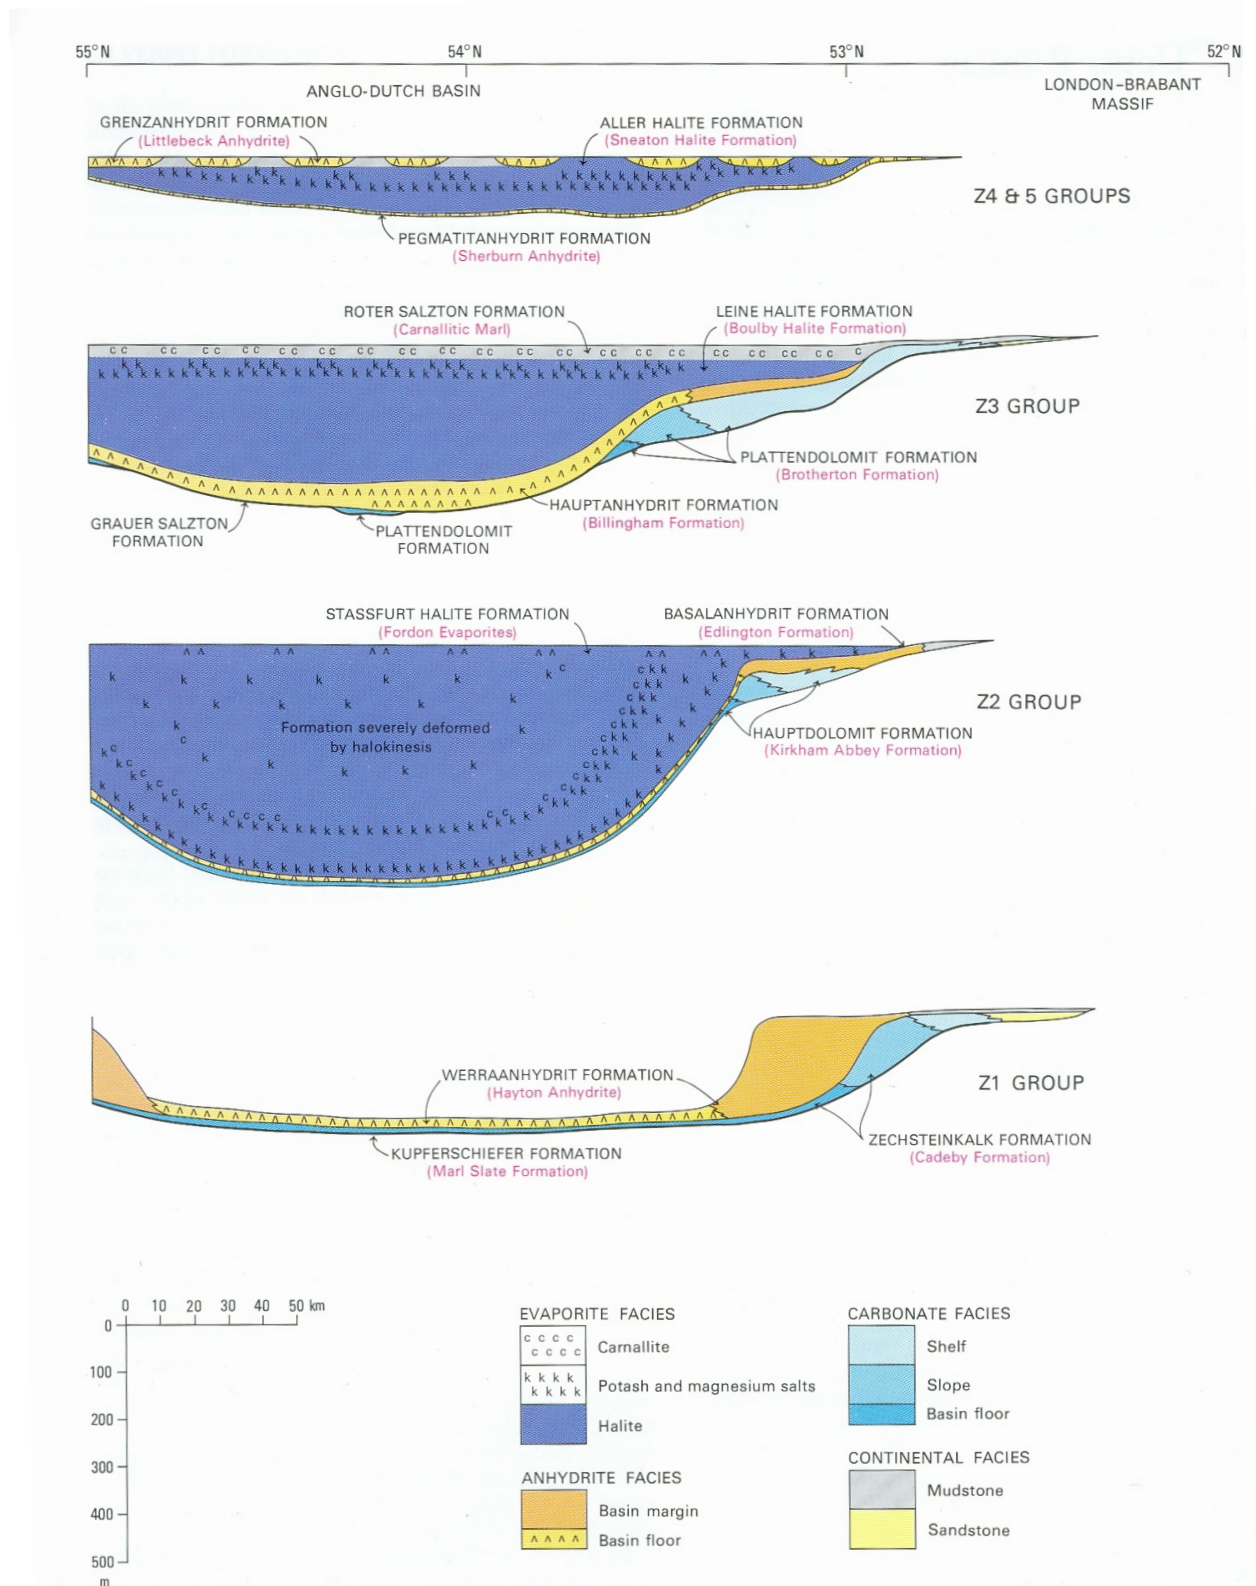 55°N 54°N 53°N 52°N
ANGLO-DUTCH BASIN
LONDON-BRABANT
MASSIF
GRENZANHYDRIT FORMATION
(Littlebeck Anhydrite)
ALLER HALITE FORMATION
(Sneaton Halite Formation)
Z4 & 5 GROUPS
PEGMATITANHYDRIT FORMATION
(Sherburn Anhydrite)
ROTER SALZTON FORMATION
(Carnallitic Marl)
LEINE HALITE FORMATION
(Boulby Halite Formation)
Z3 GROUP
PLATTENDOLOMIT FORMATION
(Brotherton Formation)
HAUPTANHYDRIT FORMATION
(Billingham Formation)
GRAUER SALZTON
FORMATION
PLATTENDOLOMIT
FORMATION
STASSFURT HALITE FORMATION
(Fordon Evaporites)
BASALANHYDRIT FORMATION
(Edlington Formation)
Z2 GROUP
Formation severely deformed
by halokinesis
HAUPTDOLOMIT FORMATION
(Kirkham Abbey Formation)
WERRAANHYDRIT FORMATION
(Hayton Anhydrite)
Z1 GROUP
ZECHSTEINKALK FORMATION
(Cadeby Formation)
KUPFERSCHIEFER FORMATION
(Marl Slate Formation)
0 10 20 30 40 50 km
0
100
200
300
400
500
m
EVAPORITE FACIES
c c c c
c c c c
Carnallite
k k k k
k k k k
Potash and magnesium salts
Halite
ANHYDRITE FACIES
Basin margin
Basin floor
CARBONATE FACIES
Shelf
Slope
Basin floor
CONTINENTAL FACIES
Mudstone
Sandstone